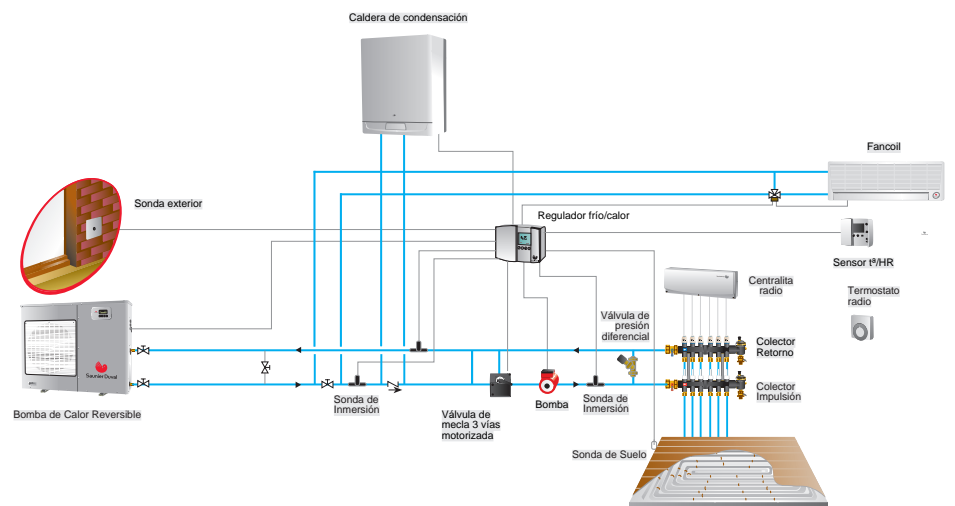 Caldera de condensación
Fancoil
Sonda exterior
Regulador frío/calor
Sensor tª/HR
Centralita
radio
Termostato
radio
Válvula de
presión
diferencial
Colector
Retorno
SaunierDuval
Bomba de Calor Reversible
Sonda de
Inmersión
Válvula de
mecla 3 vías
motorizada
Bomba
Sonda de
Inmersión
Colector
Impulsión
Sonda de Suelo